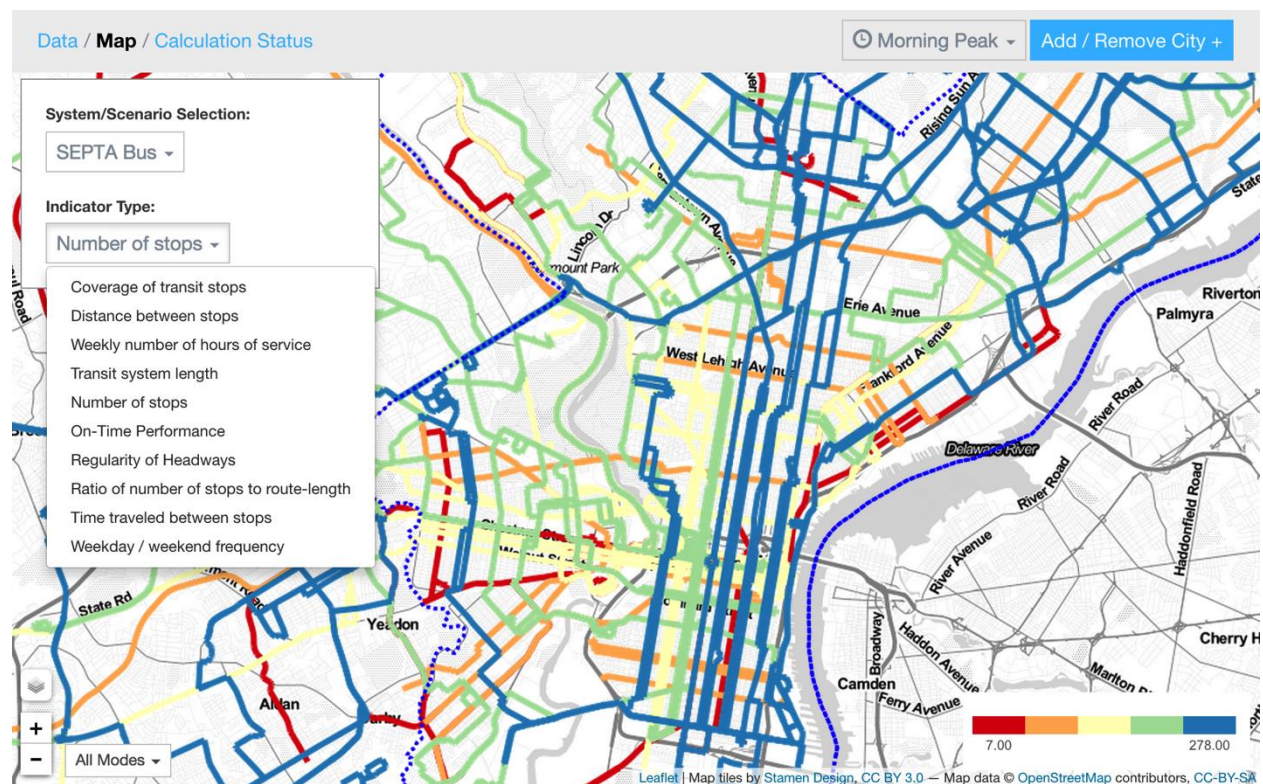 Data / Map / Calculation Status
Morning Peak
Add / Remove City +
System/Scenario Selection:
SEPTA Bus
Indicator Type:
Number of stops
Coverage of transit stops
Distance between stops
Weekly number of hours of service
Transit system length
Number of stops
On-Time Performance
Regularity of Headways
Ratio of number of stops to route-length
Time traveled between stops
Weekday / weekend frequency
Rising Sun A
State
Lincoln Dr
mount Park
Erie Avenue
Riverton
Palmyra
West Lehigh Avenue
Frankford Avenue
River Road
Delaware River
River Road
Haddonfield Road
River Avenue
State Rd
Yeadon
Broadway
Haddon Avenue
Cherry H
Camden
Marlton
Ferry Avenue
7.00
278.00
+
−
All Modes
Leaflet | Map tiles by Stamen Design, CC BY 3.0 — Map data © OpenStreetMap contributors, CC-BY-SA